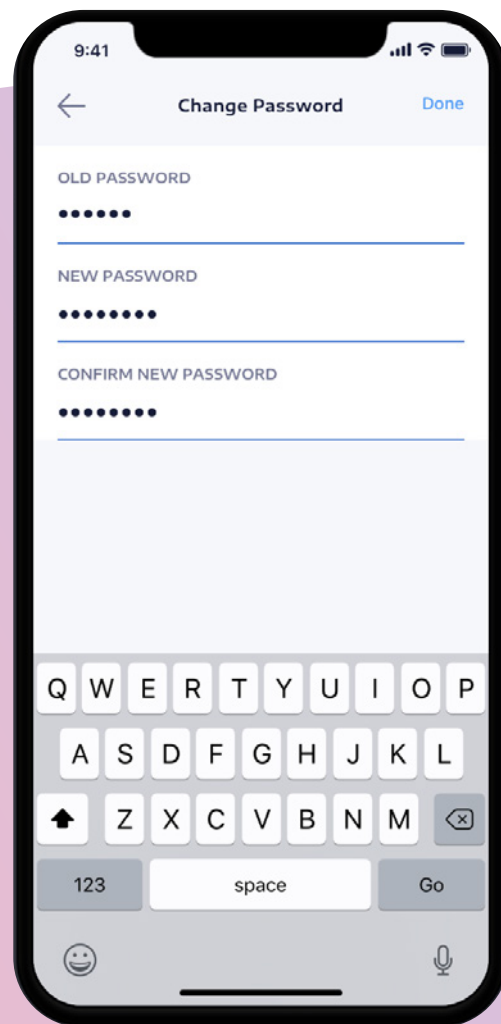 9:41
Change Password Done
OLD PASSWORD
••••••
NEW PASSWORD
••••••••
CONFIRM NEW PASSWORD
••••••••
Q W E R T Y U I O P
A S D F G H J K L
Z X C V B N M
123 space Go